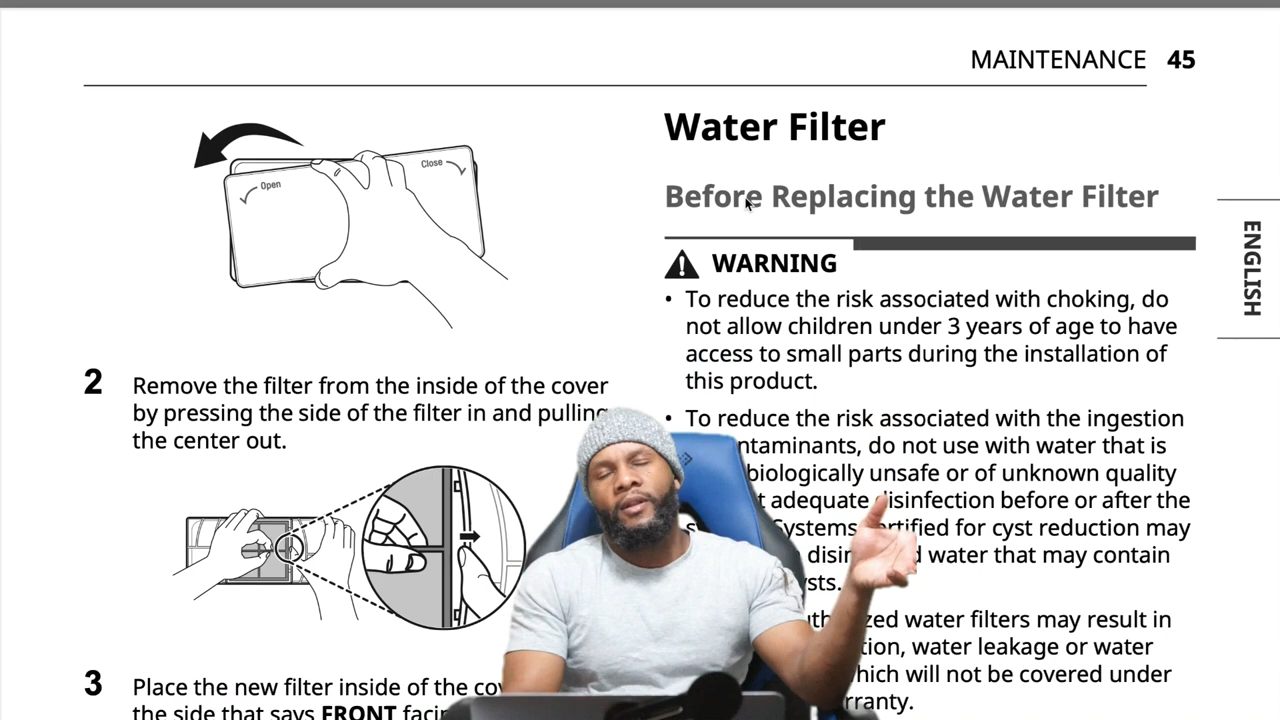 MAINTENANCE 45
Open
Close
2 Remove the filter from the inside of the cover
by pressing the side of the filter in and pulling
the center out.
3 Place the new filter inside of the
the side that says FRONT
Water Filter
Before Replacing the Water Filter
WARNING
• To reduce the risk associated with choking, do
not allow children under 3 years of age to have
access to small parts during the installation of
this product.
• To reduce the risk associated with the ingestion
ntaminants, do not use with water that is
biologically unsafe or of unknown quality
t adequate disinfection before or after the
Systems certified for cyst reduction may
disin d water that may contain
ysts.
zed water filters may result in
tion, water leakage or water
hich will not be covered under
rranty.
ENGLISH